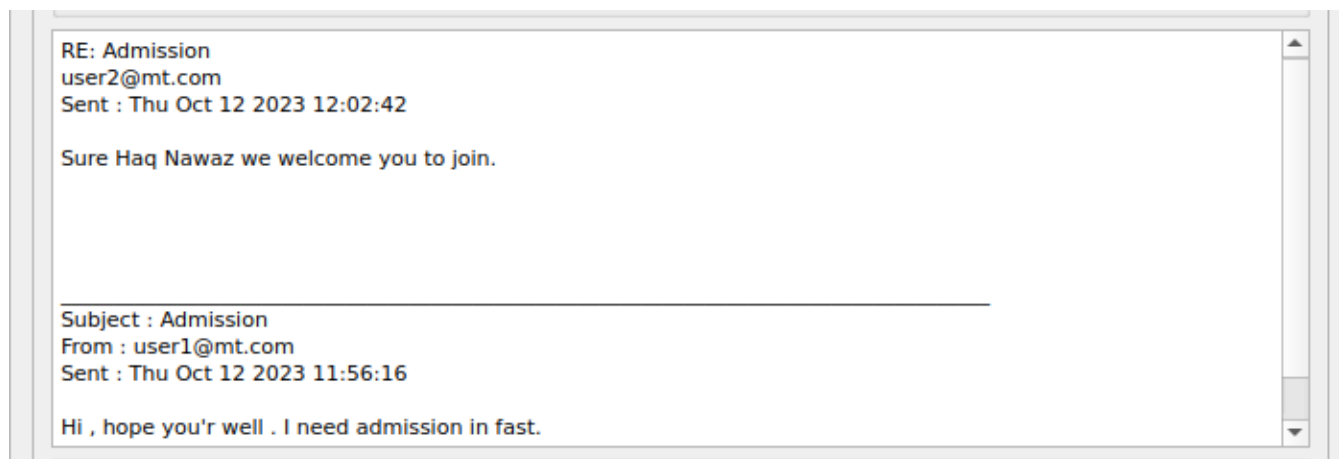 RE: Admission
user2@mt.com
Sent : Thu Oct 12 2023 12:02:42
Sure Haq Nawaz we welcome you to join.
Subject : Admission
From : user1@mt.com
Sent : Thu Oct 12 2023 11:56:16
Hi , hope you'r well . I need admission in fast.